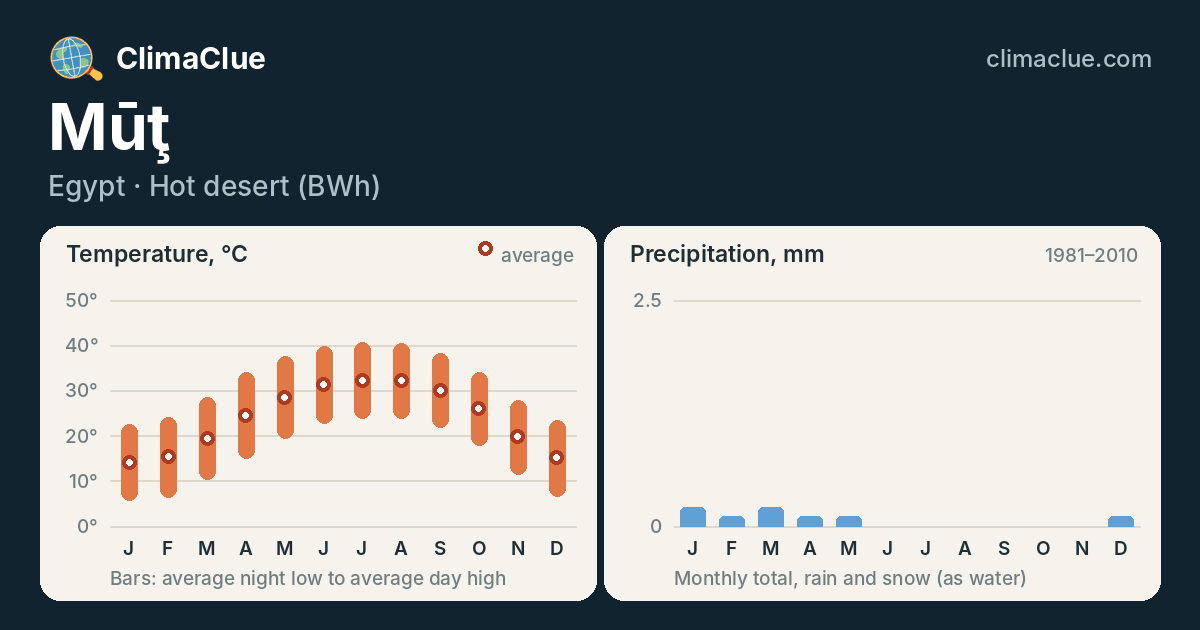 ClimaClue
climaclue.com
Mūţ
Egypt · Hot desert (BWh)
Temperature, °C
average
50°
40°
30°
20°
10°
0°
J F M A M J J A S O N D
Bars: average night low to average day high
Precipitation, mm
1981–2010
2.5
0
J F M A M J J A S O N D
Monthly total, rain and snow (as water)